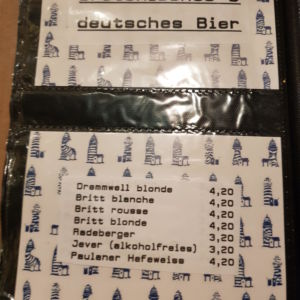 deutsches Bier
Dremmwell blonde 4,20
Britt blanche 4,20
Britt rousse 4,20
Britt blonde 4,20
Radeberger 3,20
Jever (alkoholfreies) 3,20
Paulaner Hefeweise 4,20